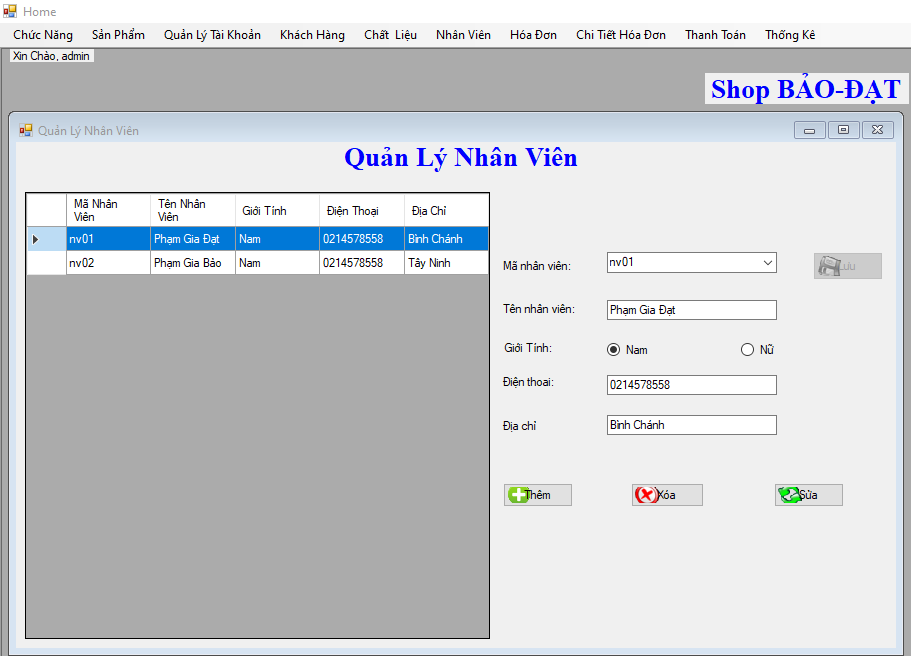 Home
Chức Năng Sản Phẩm Quản Lý Tài Khoản Khách Hàng Chất Liệu Nhân Viên Hóa Đơn Chi Tiết Hóa Đơn Thanh Toán Thống Kê
Xin Chào, admin
Shop BẢO-ĐẠT
Quản Lý Nhân Viên
Quản Lý Nhân Viên
Mã Nhân Viên Tên Nhân Viên Giới Tính Điện Thoại Địa Chỉ
nv01 Phạm Gia Đạt Nam 0214578558 Bình Chánh
nv02 Phạm Gia Bảo Nam 0214578558 Tây Ninh
Mã nhân viên: nv01
Lưu
Tên nhân viên: Phạm Gia Đạt
Giới Tính: Nam Nữ
Điện thoai: 0214578558
Địa chỉ Bình Chánh
Thêm Xóa Sửa